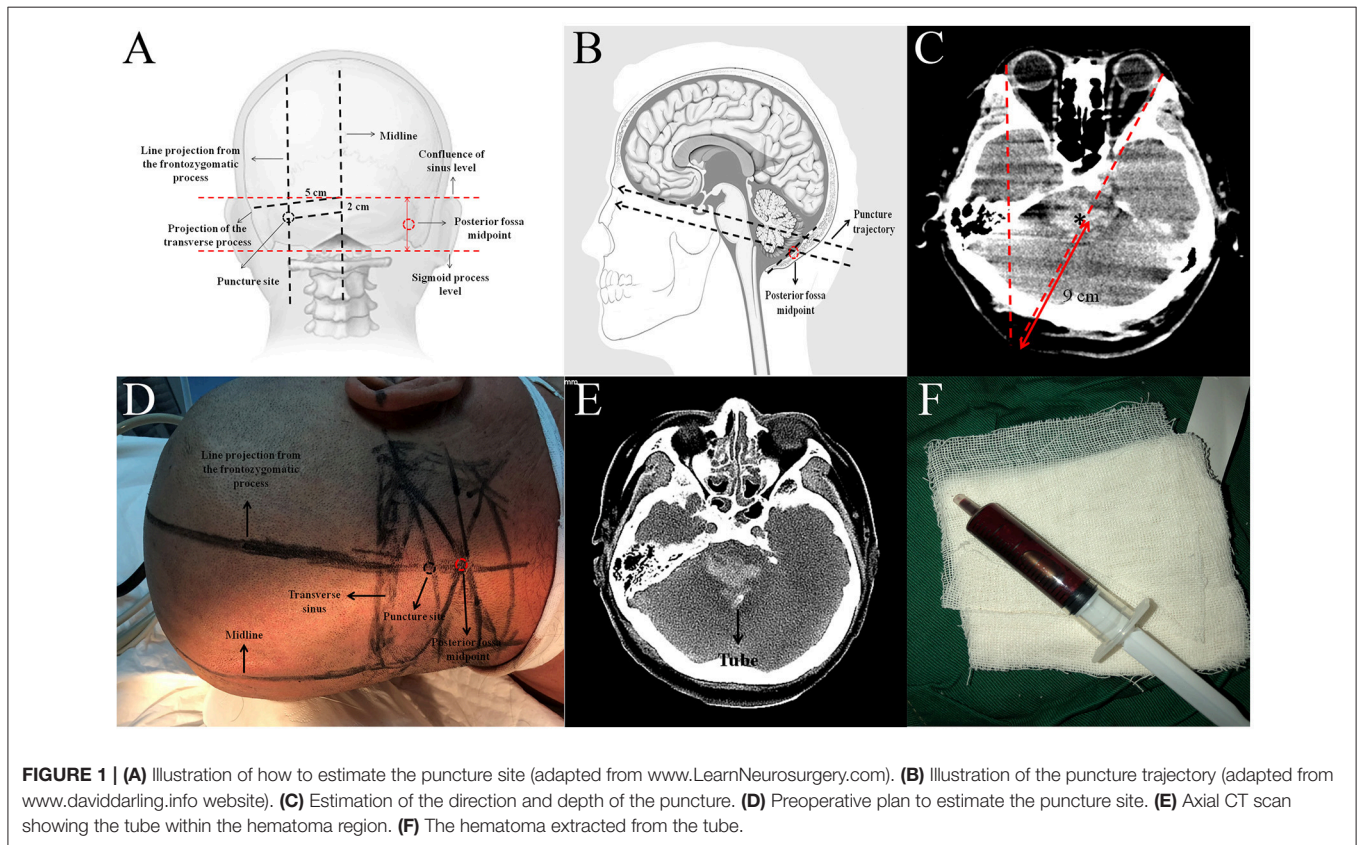 A
Midline
Line projection from
the frontozygomatic
process
Confluence of
sinus level
5 cm
2 cm
Projection of the
transverse process
Posterior fossa
midpoint
Puncture site
Sigmoid process
level
B
Puncture
trajectory
Posterior fossa
midpoint
C
*
9 cm
D
Line projection from
the frontozygomatic
process
Transverse
sinus
Puncture site
Midline
Posterior fossa
midpoint
mm
E
Tube
F
FIGURE 1 | (A) Illustration of how to estimate the puncture site (adapted from www.LearnNeurosurgery.com). (B) Illustration of the puncture trajectory (adapted from
www.daviddarling.info website). (C) Estimation of the direction and depth of the puncture. (D) Preoperative plan to estimate the puncture site. (E) Axial CT scan
showing the tube within the hematoma region. (F) The hematoma extracted from the tube.